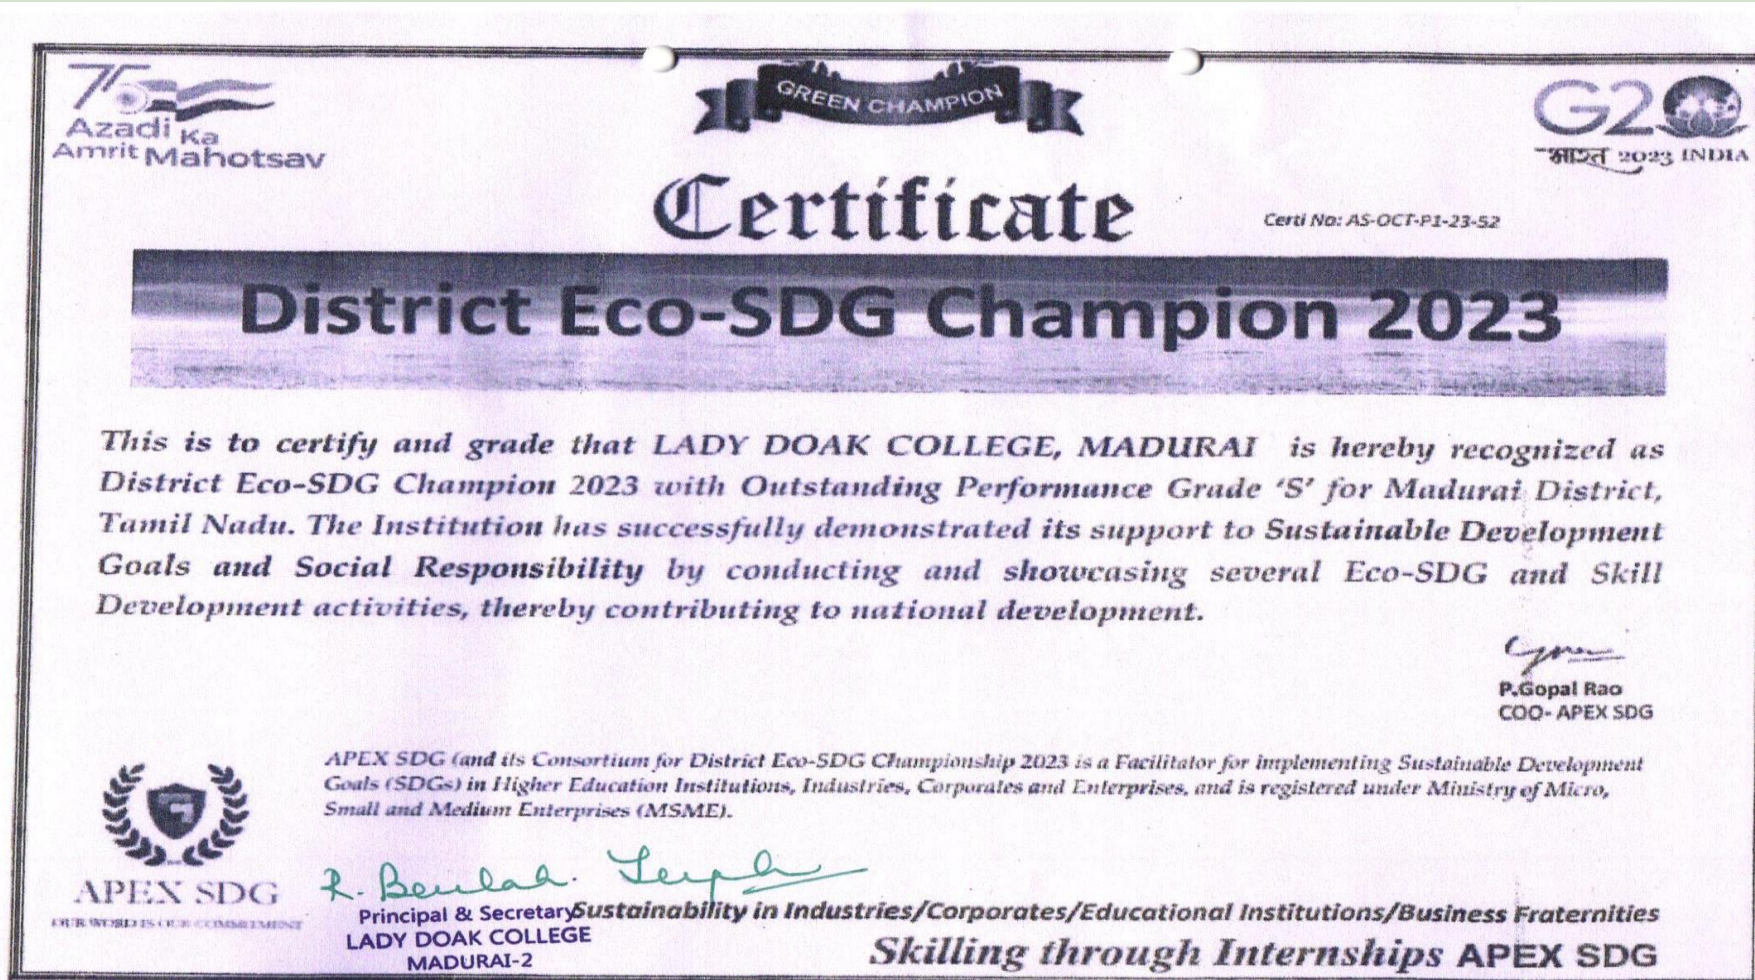 75
Azadi Ka
Amrit Mahotsav
GREEN CHAMPION
G20
भारत 2023 INDIA
Certificate
Certi No: AS-OCT-P1-23-52
District Eco-SDG Champion 2023
This is to certify and grade that LADY DOAK COLLEGE, MADURAI is hereby recognized as
District Eco-SDG Champion 2023 with Outstanding Performance Grade ‘S’ for Madurai District,
Tamil Nadu. The Institution has successfully demonstrated its support to Sustainable Development
Goals and Social Responsibility by conducting and showcasing several Eco-SDG and Skill
Development activities, thereby contributing to national development.
P.Gopal Rao
COO- APEX SDG
APEX SDG (and its Consortium for District Eco-SDG Championship 2023 is a Facilitator for implementing Sustainable Development
Goals (SDGs) in Higher Education Institutions, Industries, Corporates and Enterprises, and is registered under Ministry of Micro,
Small and Medium Enterprises (MSME).
APEX SDG
OUR WORD IS OUR COMMITMENT
R. Beulah
Principal & Secretary
LADY DOAK COLLEGE
MADURAI-2
Sustainability in Industries/Corporates/Educational Institutions/Business Fraternities
Skilling through Internships APEX SDG